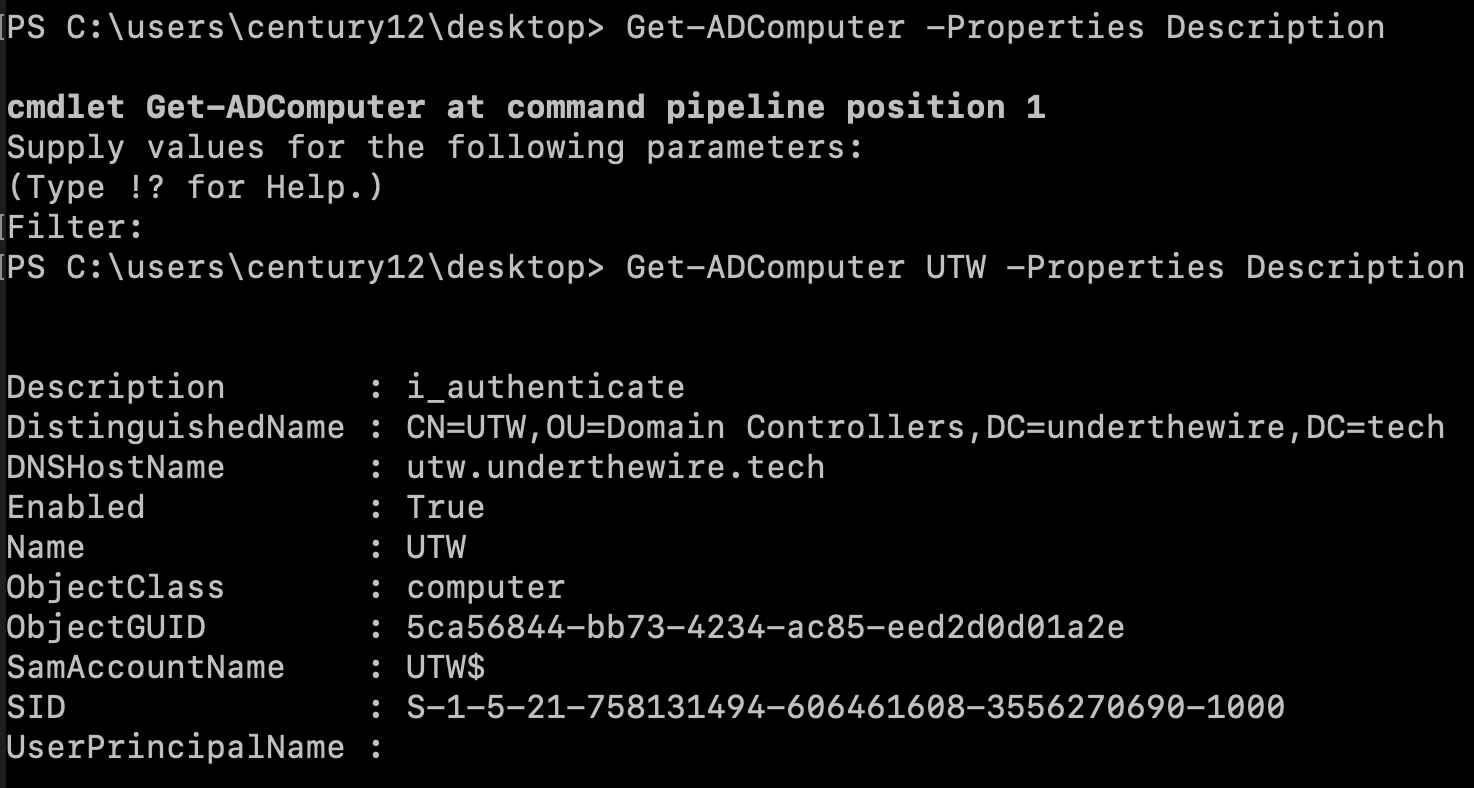 PS C:\users\century12\desktop> Get-ADComputer -Properties Description
cmdlet Get-ADComputer at command pipeline position 1
Supply values for the following parameters:
(Type !? for Help.)
Filter:
PS C:\users\century12\desktop> Get-ADComputer UTW -Properties Description
Description       : i_authenticate
DistinguishedName : CN=UTW,OU=Domain Controllers,DC=underthewire,DC=tech
DNSHostName       : utw.underthewire.tech
Enabled           : True
Name              : UTW
ObjectClass       : computer
ObjectGUID        : 5ca56844-bb73-4234-ac85-eed2d0d01a2e
SamAccountName    : UTW$
SID               : S-1-5-21-758131494-606461608-3556270690-1000
UserPrincipalName :